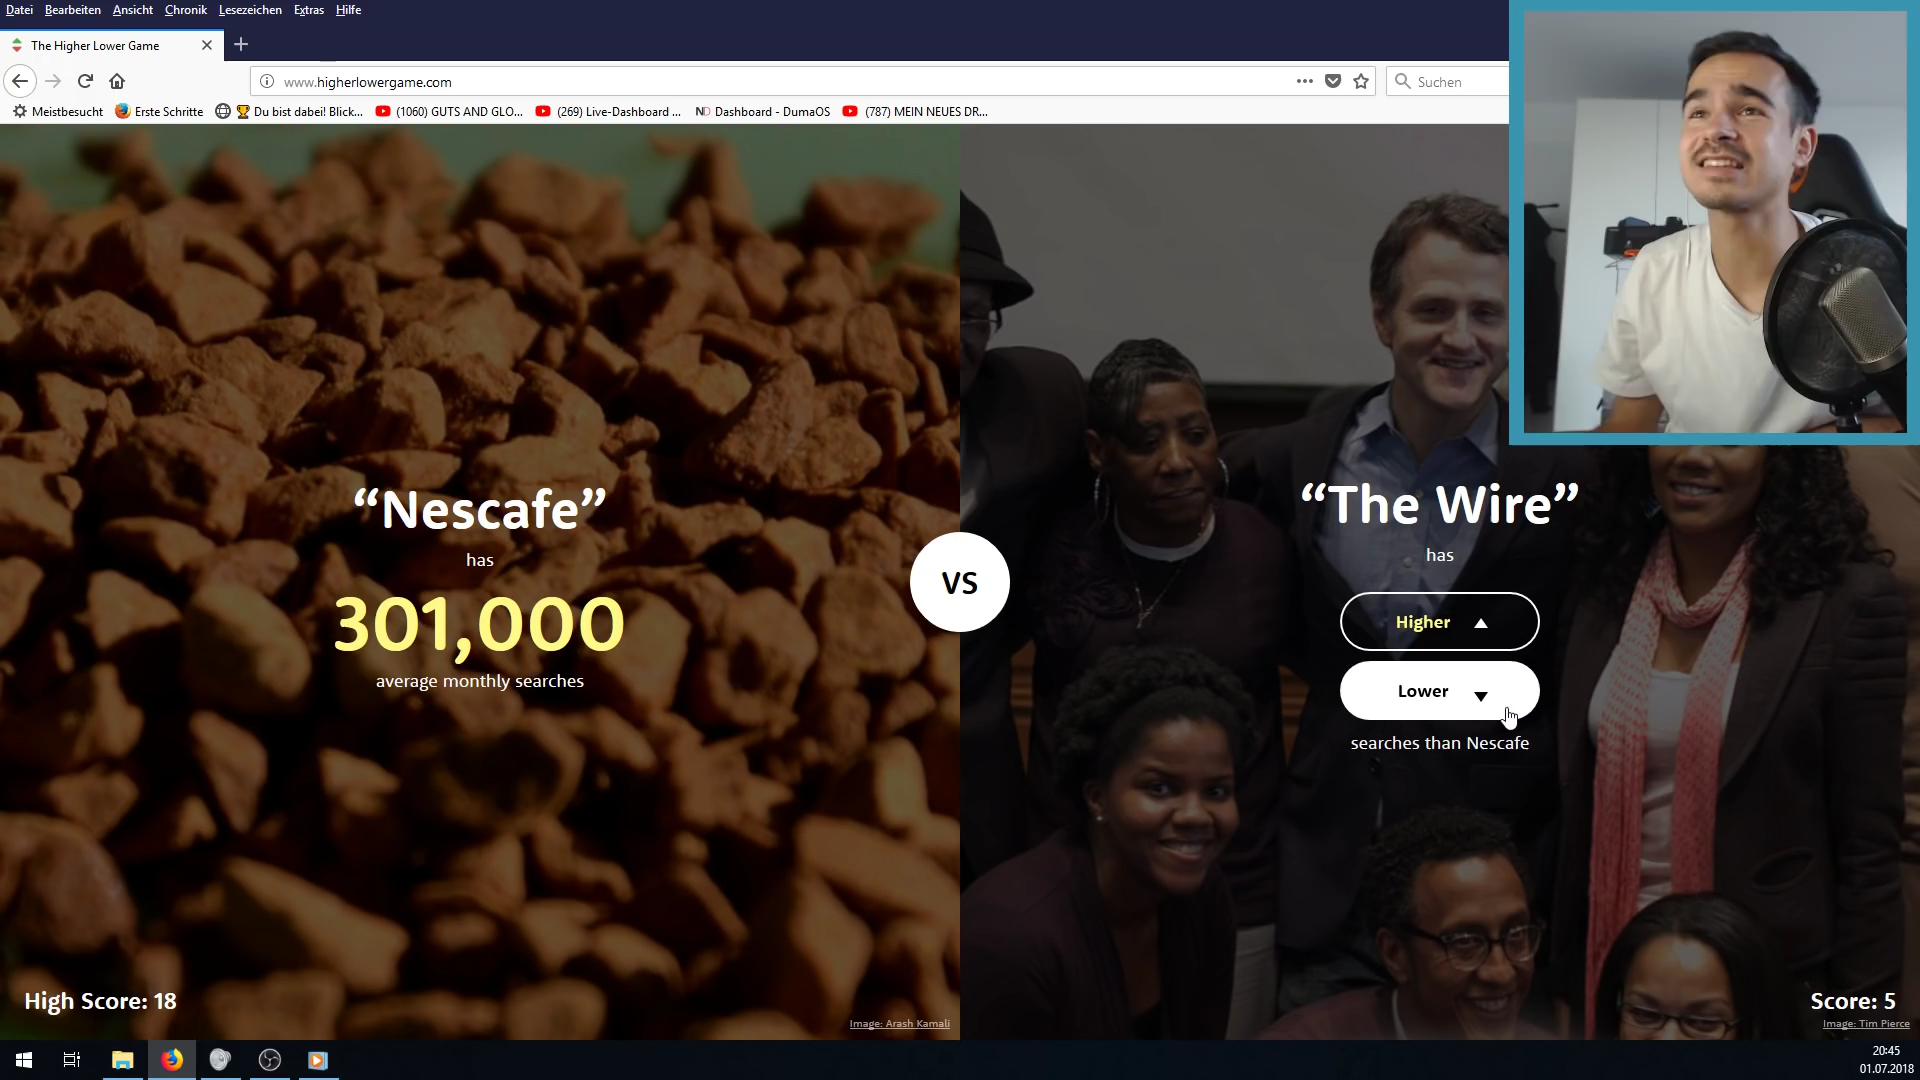 Datei Bearbeiten Ansicht Chronik Lesezeichen Extras Hilfe
The Higher Lower Game
www.higherlowergame.com
Suchen
Meistbesucht Erste Schritte Du bist dabei! Blick... (1060) GUTS AND GLO... (269) Live-Dashboard ... ND Dashboard - DumaOS (787) MEIN NEUES DR...
“Nescafe”
has
301,000
average monthly searches
VS
“The Wire”
has
Higher
Lower
searches than Nescafe
High Score: 18
Image: Arash Kamali
Score: 5
Image: Tim Pierce
20:45
01.07.2018